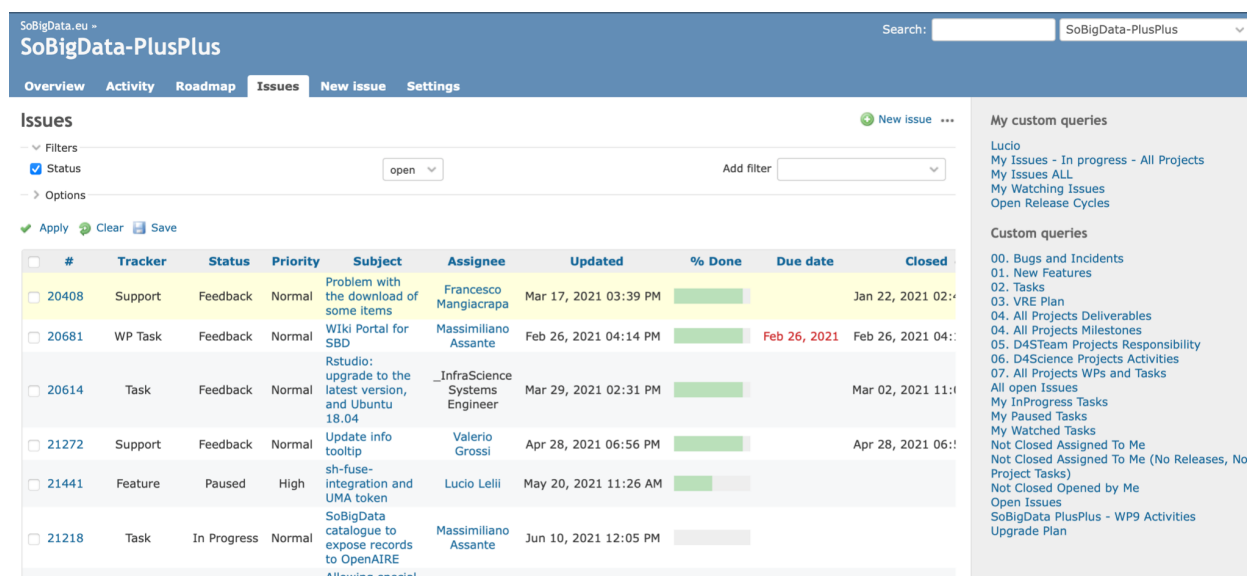 SoBigData.eu »
SoBigData-PlusPlus
Search:
SoBigData-PlusPlus
Overview Activity Roadmap Issues New issue Settings
Issues
New issue •••
Filters
Status
open
Add filter
Options
Apply Clear Save
# Tracker Status Priority Subject Assignee Updated % Done Due date Closed
20408 Support Feedback Normal Problem with the download of some items Francesco Mangiacrapa Mar 17, 2021 03:39 PM Jan 22, 2021 02:
20681 WP Task Feedback Normal WIki Portal for SBD Massimiliano Assante Feb 26, 2021 04:14 PM Feb 26, 2021 Feb 26, 2021 04:
20614 Task Feedback Normal Rstudio: upgrade to the latest version, and Ubuntu 18.04 _InfraScience Systems Engineer Mar 29, 2021 02:31 PM Mar 02, 2021 11:
21272 Support Feedback Normal Update info tooltip Valerio Grossi Apr 28, 2021 06:56 PM Apr 28, 2021 06:
21441 Feature Paused High sh-fuse-integration and UMA token Lucio Lelii May 20, 2021 11:26 AM
21218 Task In Progress Normal SoBigData catalogue to expose records to OpenAIRE Massimiliano Assante Jun 10, 2021 12:05 PM
My custom queries
Lucio
My Issues - In progress - All Projects
My Issues ALL
My Watching Issues
Open Release Cycles
Custom queries
00. Bugs and Incidents
01. New Features
02. Tasks
03. VRE Plan
04. All Projects Deliverables
04. All Projects Milestones
05. D4STeam Projects Responsibility
06. D4Science Projects Activities
07. All Projects WPs and Tasks
All open Issues
My InProgress Tasks
My Paused Tasks
My Watched Tasks
Not Closed Assigned To Me
Not Closed Assigned To Me (No Releases, No
Project Tasks)
Not Closed Opened by Me
Open Issues
SoBigData PlusPlus - WP9 Activities
Upgrade Plan